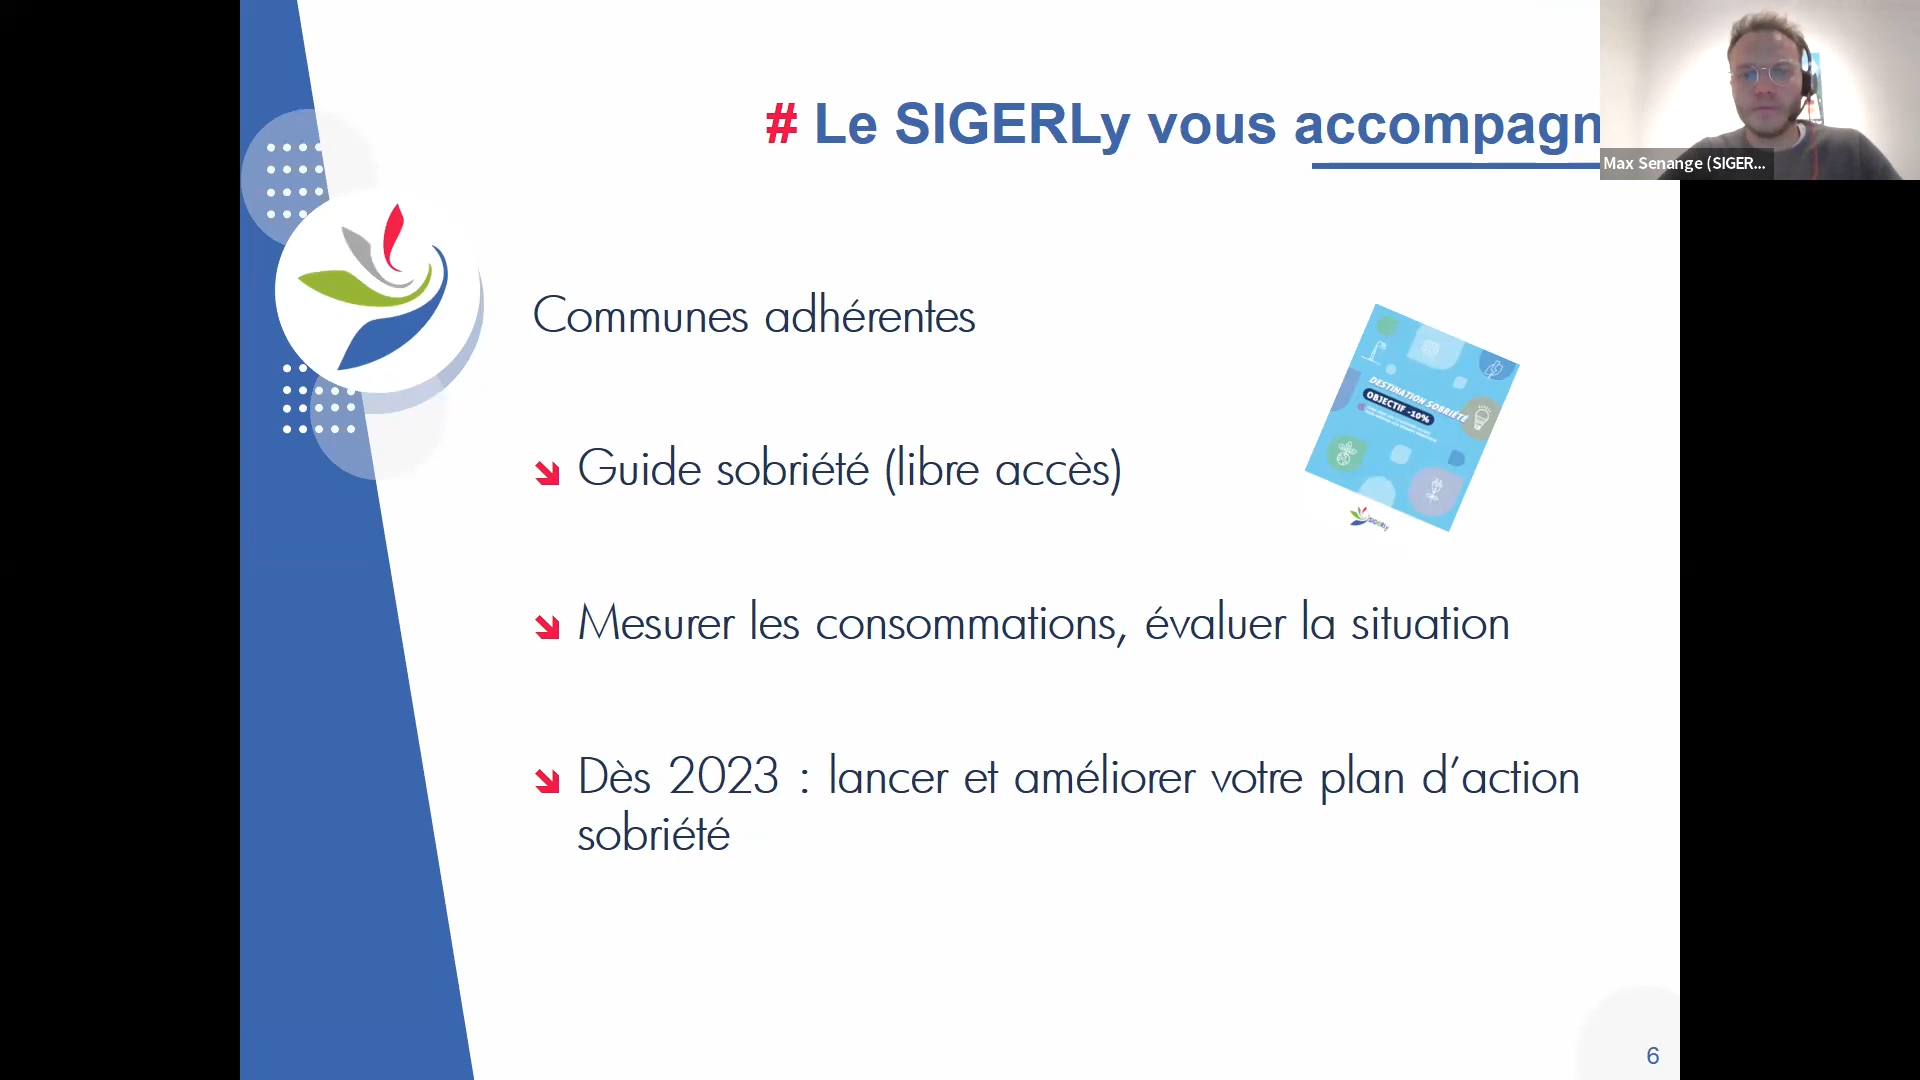 # Le SIGERLy vous accompagn
Max Senange (SIGER...
Communes adhérentes
DESTINATION SOBRIÉTÉ
OBJECTIF -10%
Guide sobriété (libre accès)
SIGERLy
Mesurer les consommations, évaluer la situation
Dès 2023 : lancer et améliorer votre plan d’action
sobriété
6